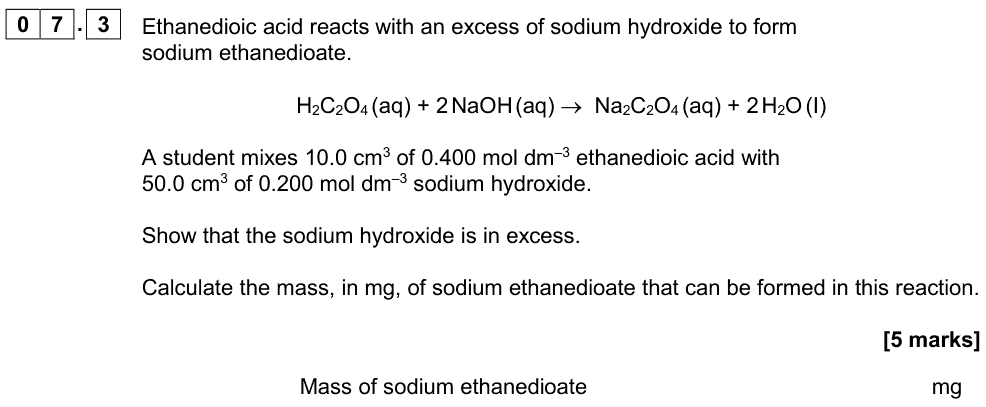 07.3 Ethanedioic acid reacts with an excess of sodium hydroxide to form
sodium ethanedioate.
H₂C₂O₄ (aq) + 2 NaOH (aq) → Na₂C₂O₄ (aq) + 2 H₂O (l)
A student mixes 10.0 cm³ of 0.400 mol dm⁻³ ethanedioic acid with
50.0 cm³ of 0.200 mol dm⁻³ sodium hydroxide.
Show that the sodium hydroxide is in excess.
Calculate the mass, in mg, of sodium ethanedioate that can be formed in this reaction.
[5 marks]
Mass of sodium ethanedioate mg